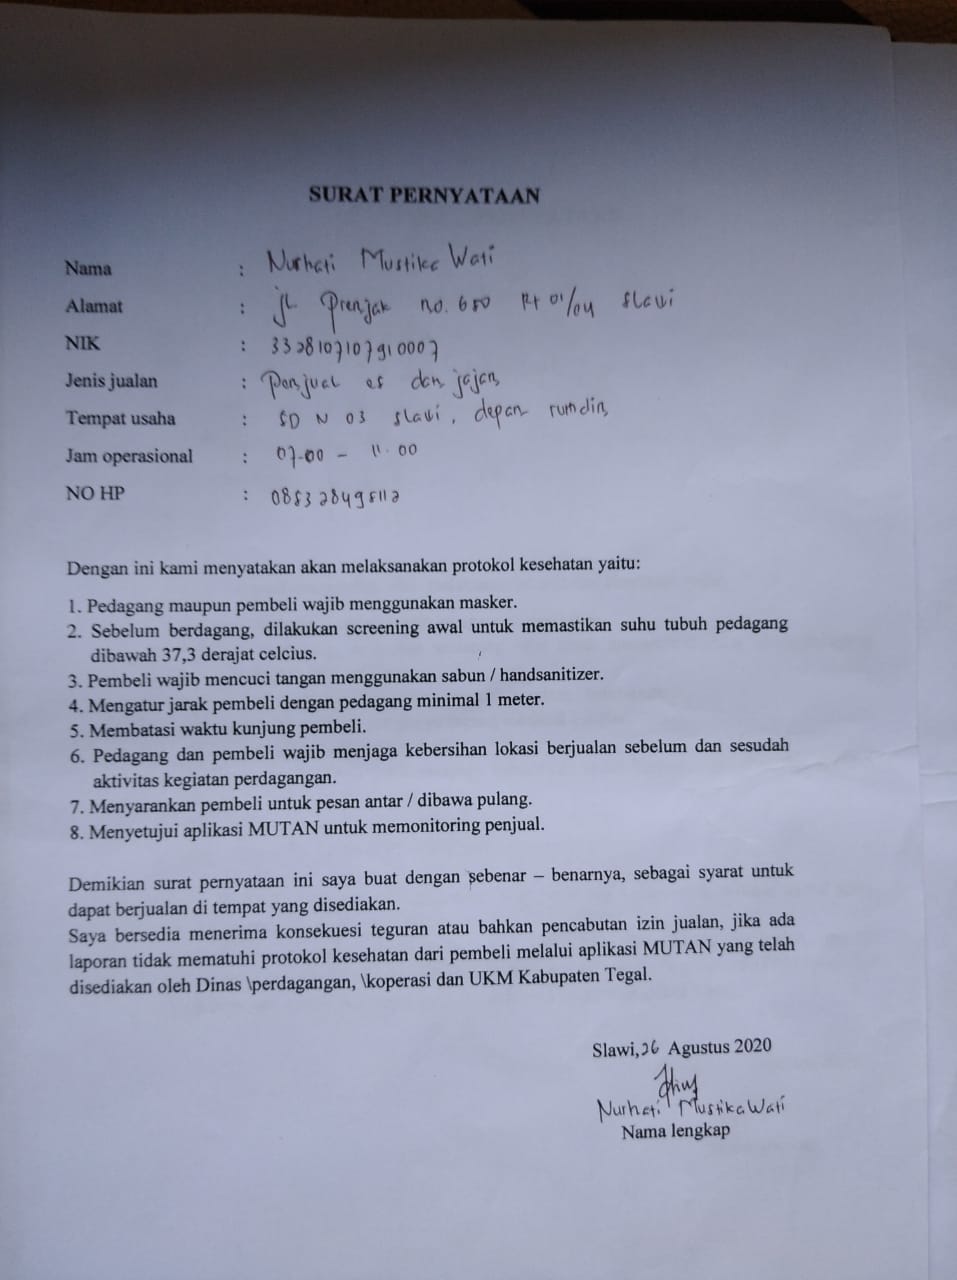 SURAT PERNYATAAN
Nama : Nurhati Mustika Wati
Alamat : jL Prenjak no. 680 Rt 01/04 Slawi
NIK : 3328107107910007
Jenis jualan : Penjual es dan jajan
Tempat usaha : SD N 03 Slawi, depan rumdin
Jam operasional : 07.00 - 11.00
NO HP :
Dengan ini kami menyatakan akan melaksanakan protokol kesehatan yaitu:
1. Pedagang maupun pembeli wajib menggunakan masker.
2. Sebelum berdagang, dilakukan screening awal untuk memastikan suhu tubuh pedagang
dibawah 37,3 derajat celcius.
3. Pembeli wajib mencuci tangan menggunakan sabun / handsanitizer.
4. Mengatur jarak pembeli dengan pedagang minimal 1 meter.
5. Membatasi waktu kunjung pembeli.
6. Pedagang dan pembeli wajib menjaga kebersihan lokasi berjualan sebelum dan sesudah
aktivitas kegiatan perdagangan.
7. Menyarankan pembeli untuk pesan antar / dibawa pulang.
8. Menyetujui aplikasi MUTAN untuk memonitoring penjual.
Demikian surat pernyataan ini saya buat dengan sebenar – benarnya, sebagai syarat untuk
dapat berjualan di tempat yang disediakan.
Saya bersedia menerima konsekuesi teguran atau bahkan pencabutan izin jualan, jika ada
laporan tidak mematuhi protokol kesehatan dari pembeli melalui aplikasi MUTAN yang telah
disediakan oleh Dinas \perdagangan, \koperasi dan UKM Kabupaten Tegal.
Slawi, 26 Agustus 2020
Nurhati Mustika Wati
Nama lengkap